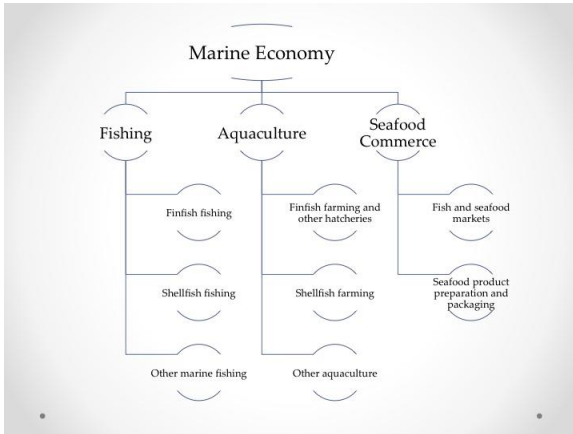 Marine Economy
Fishing
Aquaculture
Seafood
Commerce
Finfish fishing
Finfish farming and
other hatcheries
Fish and seafood
markets
Shellfish fishing
Shellfish farming
Seafood product
preparation and
packaging
Other marine fishing
Other aquaculture